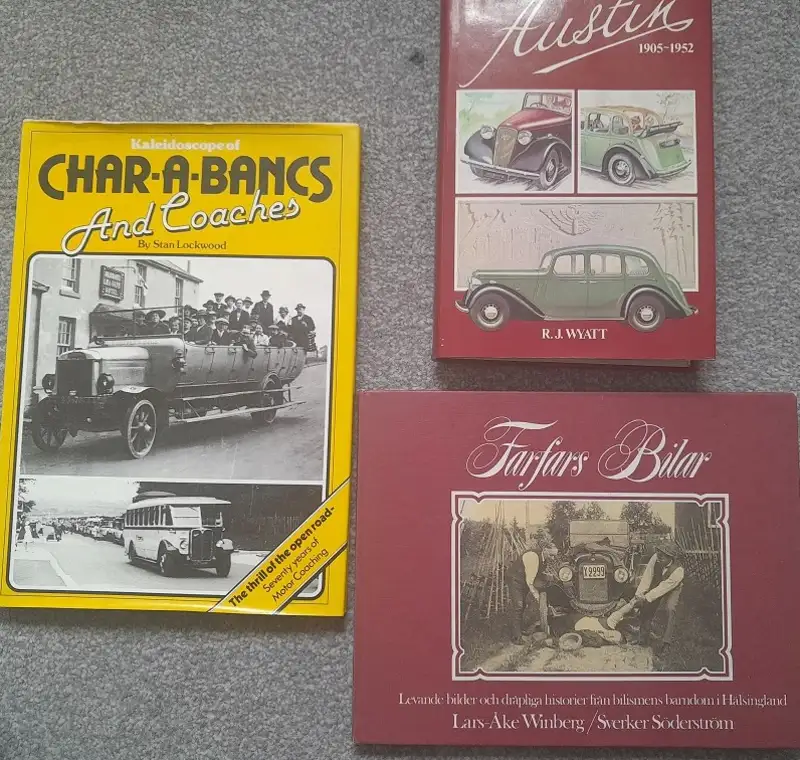 Kaleidoscope of
CHAR-A-BANCS
And Coaches
By Stan Lockwood
The thrill of the open road-
Seventy years of
Motor Coaching
Austin
1905-1952
R. J. WYATT
Farfars Bilar
Y2999
Levande bilder och dråpliga historier från bilismens barndom i Hälsingland
Lars-Åke Winberg/Sverker Söderström